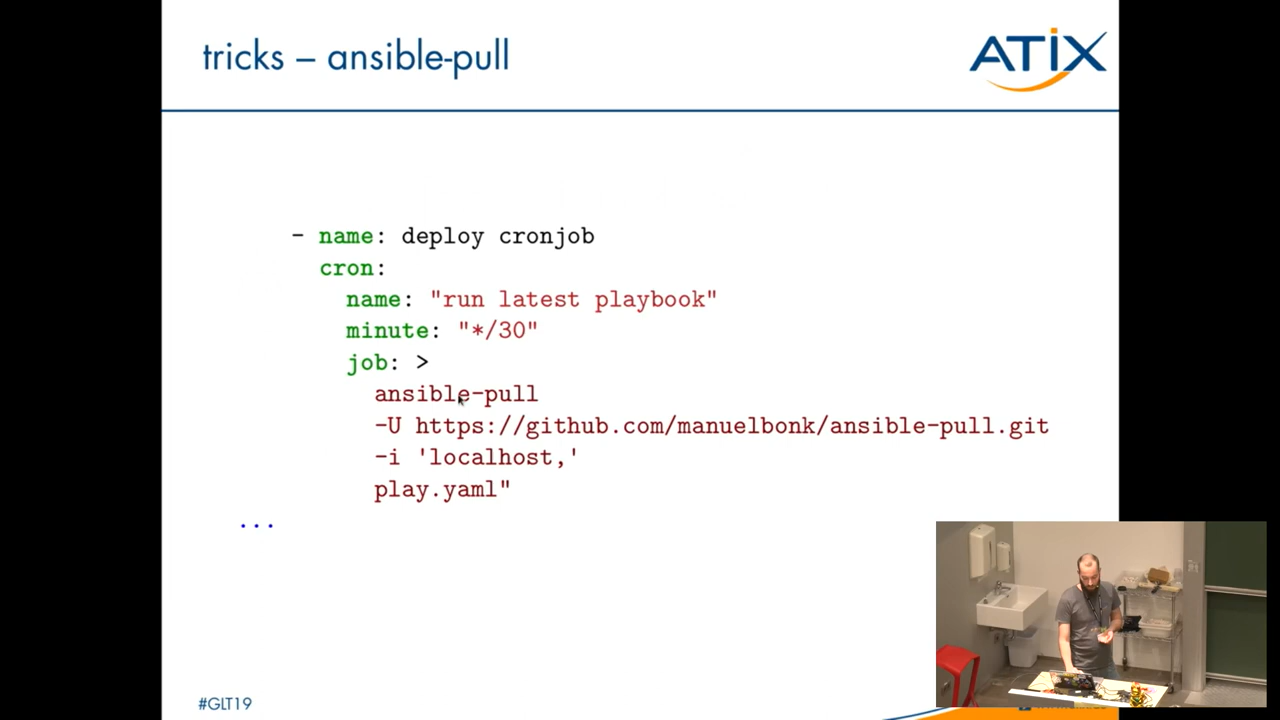 tricks – ansible-pull
ATIX
- name: deploy cronjob
cron:
name: "run latest playbook"
minute: "*/30"
job: >
ansible-pull
-U https://github.com/manuelbonk/ansible-pull.git
-i 'localhost,'
play.yaml"
...
#GLT19